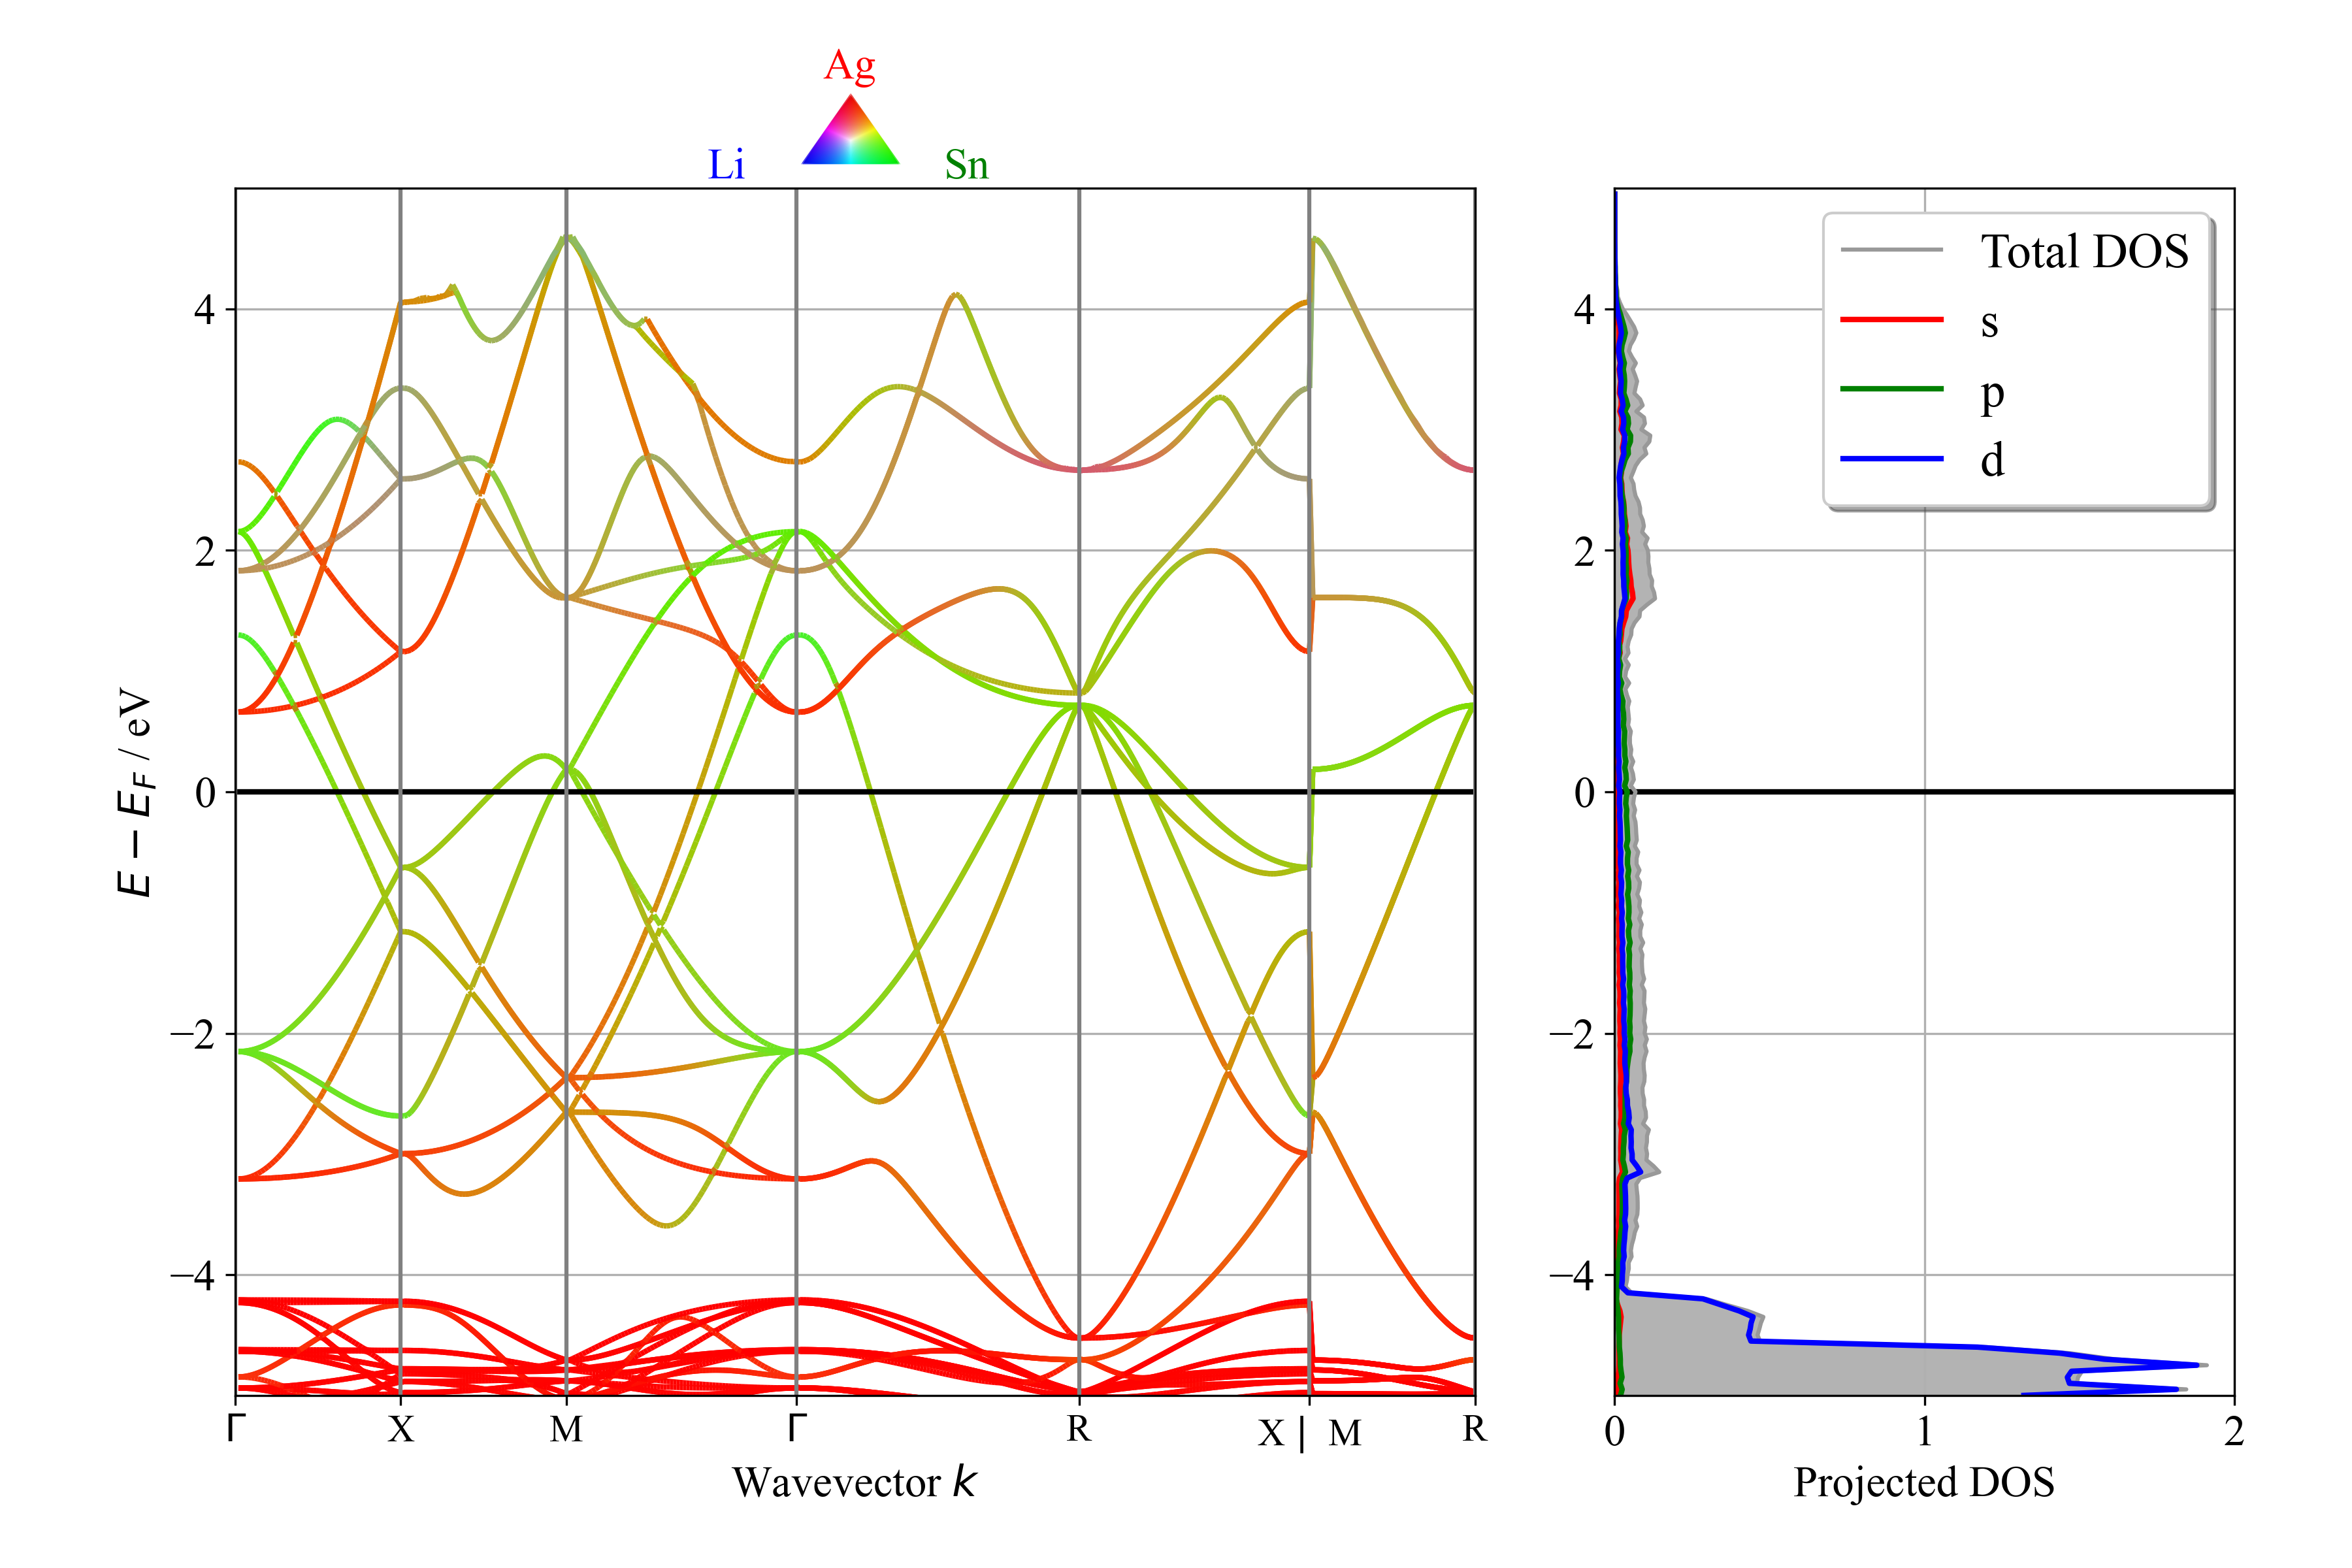 Ag
Li
Sn
E − E_F / eV
4
2
0
−2
−4
Γ X M Γ R X | M R
Wavevector k
4
2
0
−2
−4
Total DOS
s
p
d
0 1 2
Projected DOS